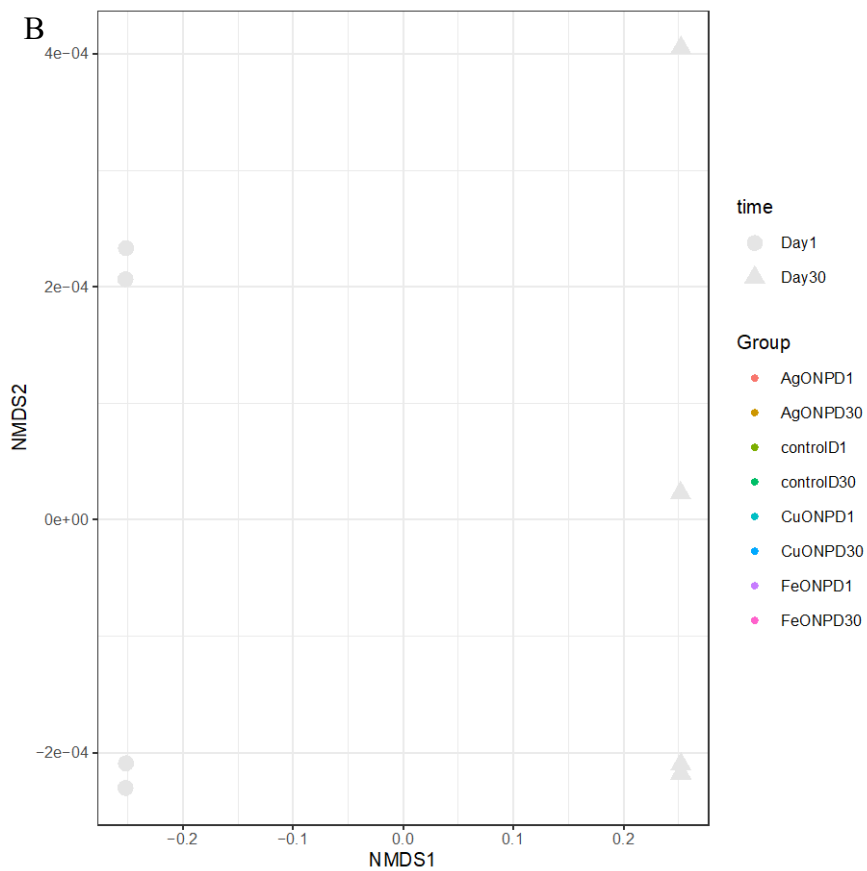 B
4e−04
2e−04
0e+00
−2e−04
NMDS2
−0.2
−0.1
0.0
0.1
0.2
NMDS1
time
Day1
Day30
Group
AgONPD1
AgONPD30
controlD1
controlD30
CuONPD1
CuONPD30
FeONPD1
FeONPD30